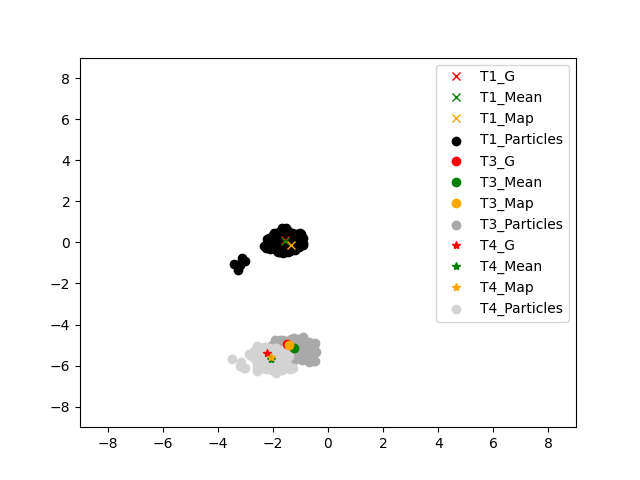 8
6
4
2
0
−2
−4
−6
−8
−8
−6
−4
−2
0
2
4
6
8
T1_G
T1_Mean
T1_Map
T1_Particles
T3_G
T3_Mean
T3_Map
T3_Particles
T4_G
T4_Mean
T4_Map
T4_Particles